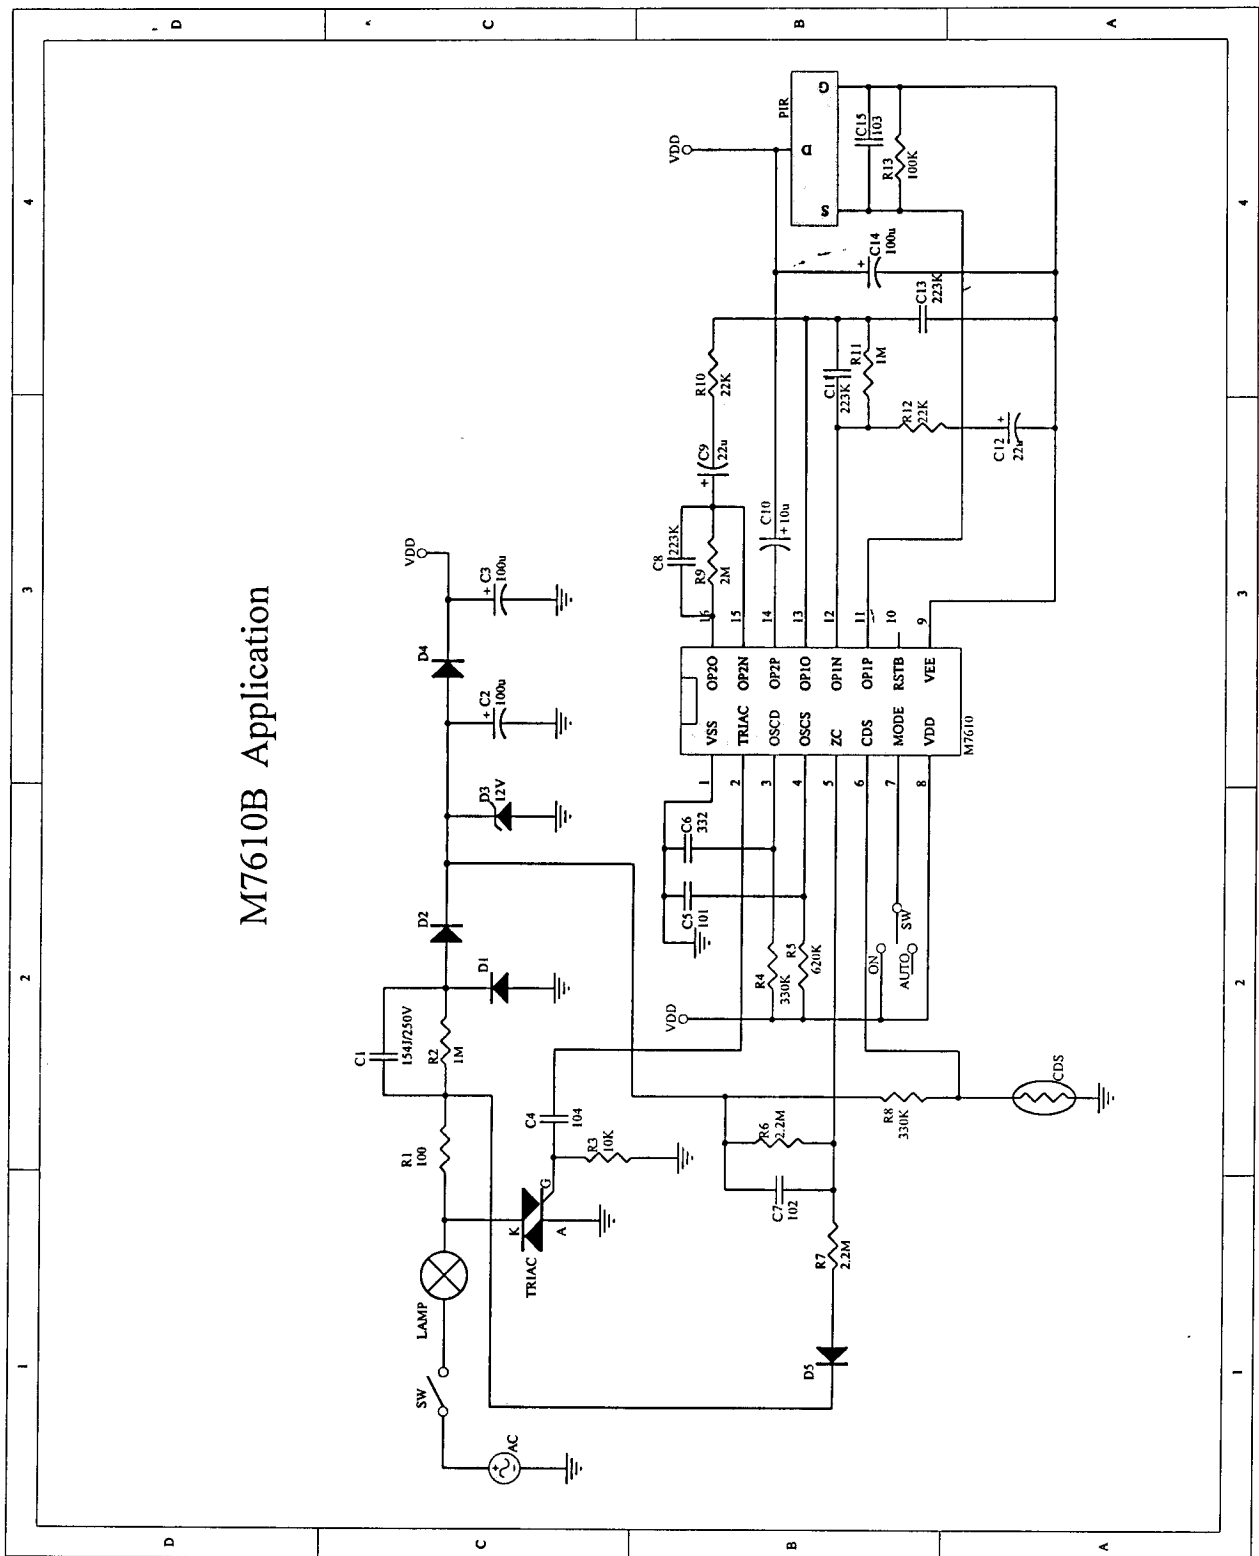 D
C
B
A
1
2
3
4
M7610B Application
SW
LAMP
AC
R1
100
C1
154J/250V
R2
1M
D1
D2
D3
12V
C2
100u
D4
C3
100u
VDD
TRIAC
K
A
G
C4
104
R3
10K
D5
R7
2.2M
C7
102
R6
2.2M
R8
330K
CDS
VDD
R4
330K
R5
620K
C5
101
C6
332
ON
AUTO
SW
1
2
3
4
5
6
7
8
VSS
TRIAC
OSCD
OSCS
ZC
CDS
MODE
VDD
OP2O
OP2N
OP2P
OP1O
OP1N
OP1P
RSTB
VEE
M7610
16
15
14
13
12
11
10
9
C8
223K
R9
2M
C9
22u
R10
22K
C10
10u
C11
223K
R11
1M
R12
22K
C12
22u
C13
223K
C14
100u
VDD
PIR
S
D
G
C15
103
R13
100K
D
C
B
A
1
2
3
4